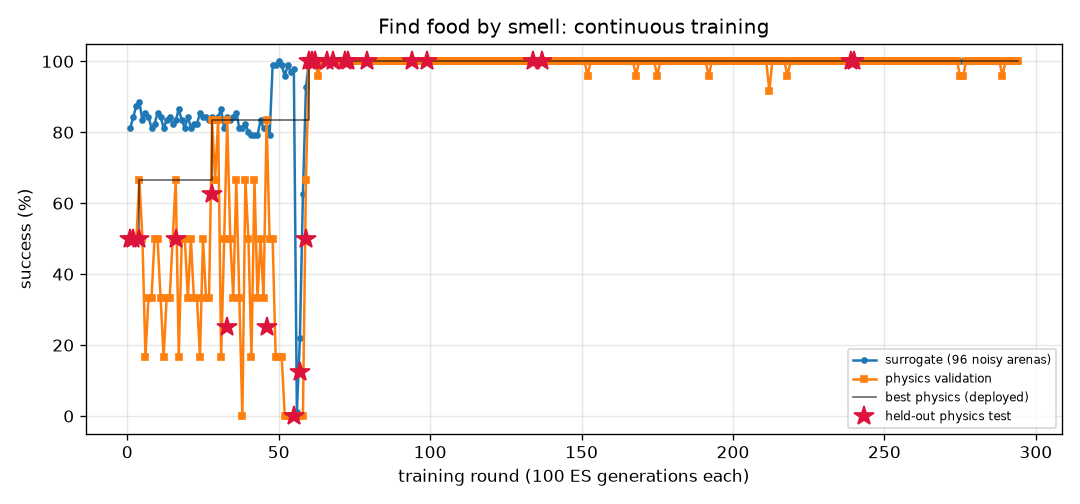 Find food by smell: continuous training
success (%)
100
80
60
40
20
0
0 50 100 150 200 250 300
training round (100 ES generations each)
surrogate (96 noisy arenas)
physics validation
best physics (deployed)
held-out physics test